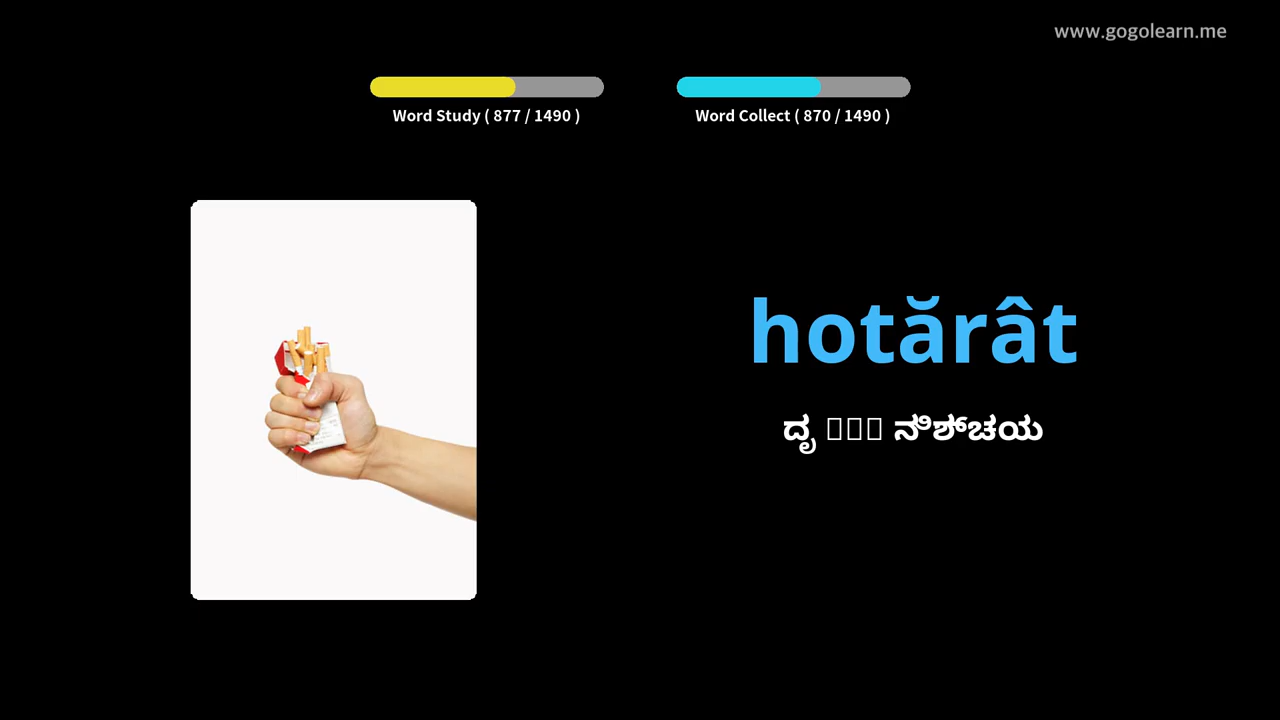 www.gogolearn.me
Word Study ( 877 / 1490 )
Word Collect ( 870 / 1490 )
hotărât
ದೃ ನಿಶ್ಚಯ